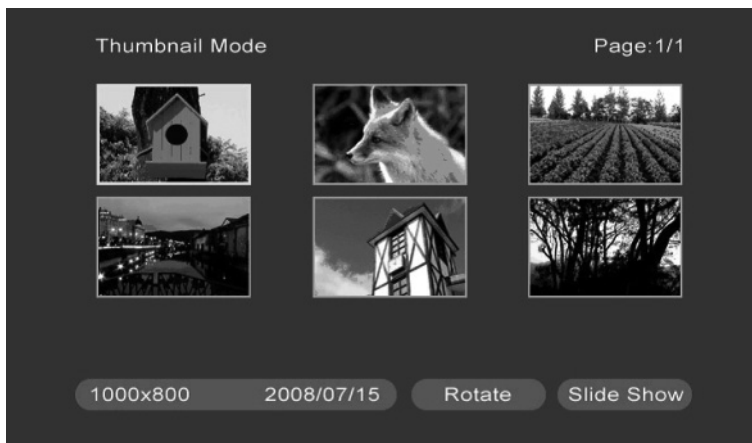 Thumbnail Mode
Page:1/1
1000x800
2008/07/15
Rotate
Slide Show